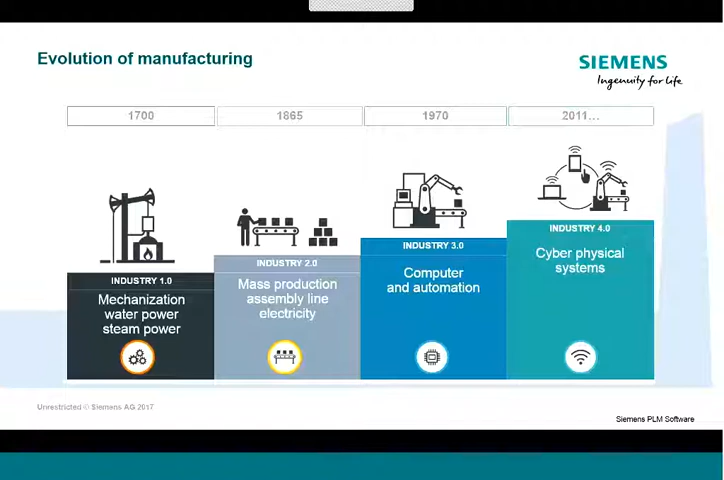 Evolution of manufacturing
SIEMENS
Ingenuity for life
1700
1865
1970
2011...
INDUSTRY 1.0
Mechanization
water power
steam power
INDUSTRY 2.0
Mass production
assembly line
electricity
INDUSTRY 3.0
Computer
and automation
INDUSTRY 4.0
Cyber physical
systems
Unrestricted © Siemens AG 2017
Siemens PLM Software